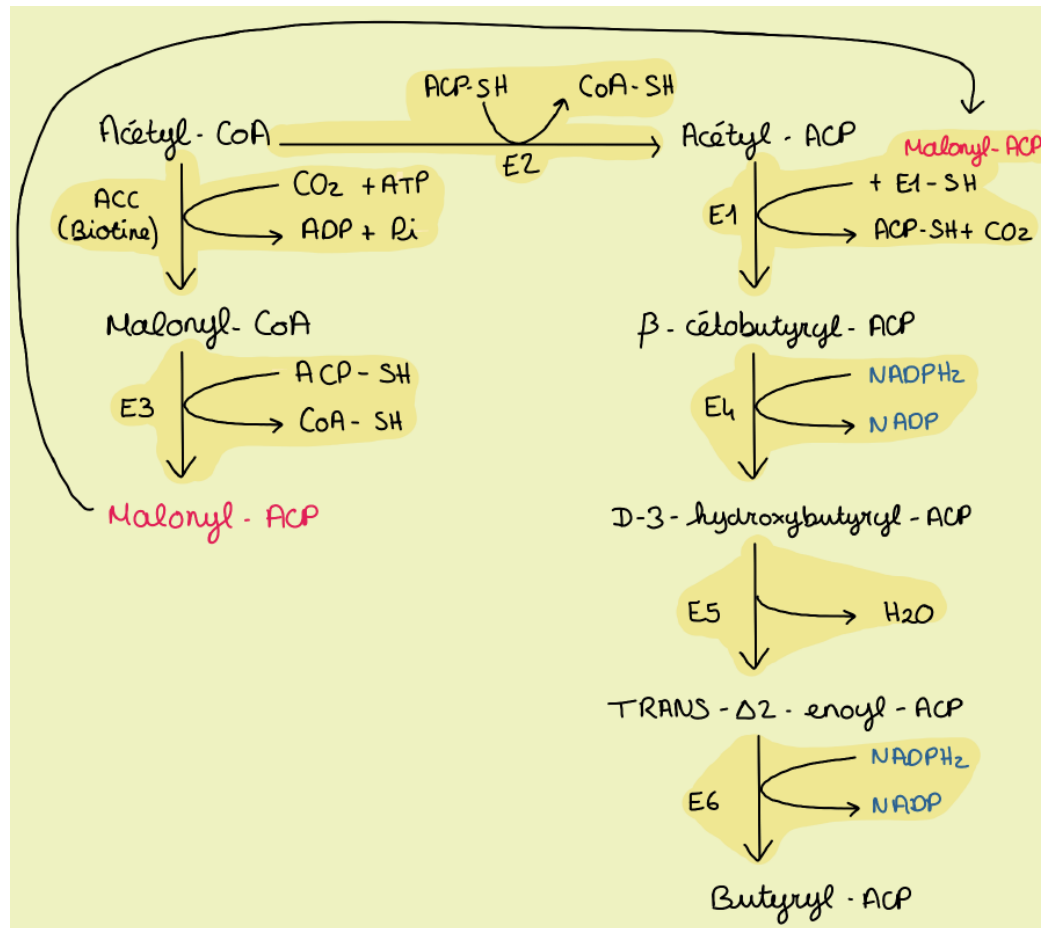 ACP-SH CoA-SH
Acétyl-CoA Acétyl-ACP
E2
Malonyl-ACP
ACC
(Biotine)
CO2 + ATP
ADP + Pi
E1
+ E1-SH
ACP-SH + CO2
Malonyl-CoA
β-cétobutyryl-ACP
E3
ACP-SH
CoA-SH
E4
NADPH2
NADP
Malonyl-ACP
D-3-hydroxybutyryl-ACP
E5
H2O
TRANS-Δ2-enoyl-ACP
E6
NADPH2
NADP
Butyryl-ACP